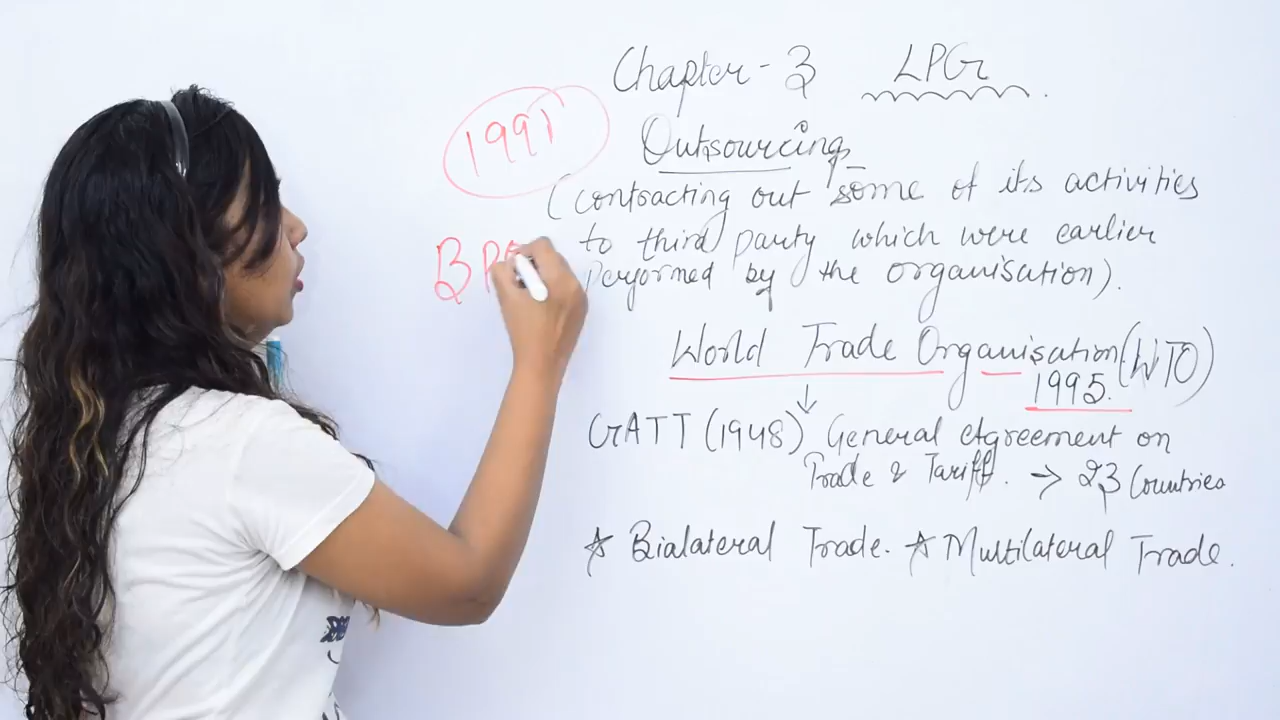 Chapter - 3 LPG
1991
Outsourcing
(contracting out some of its activities
to third party which were earlier
performed by the organisation).
BP
World Trade Organisation (WTO)
1995.
GATT (1948) General Agreement on
Trade & Tariff. → 23 Countries
☆ Bialateral Trade. ☆ Multilateral Trade.